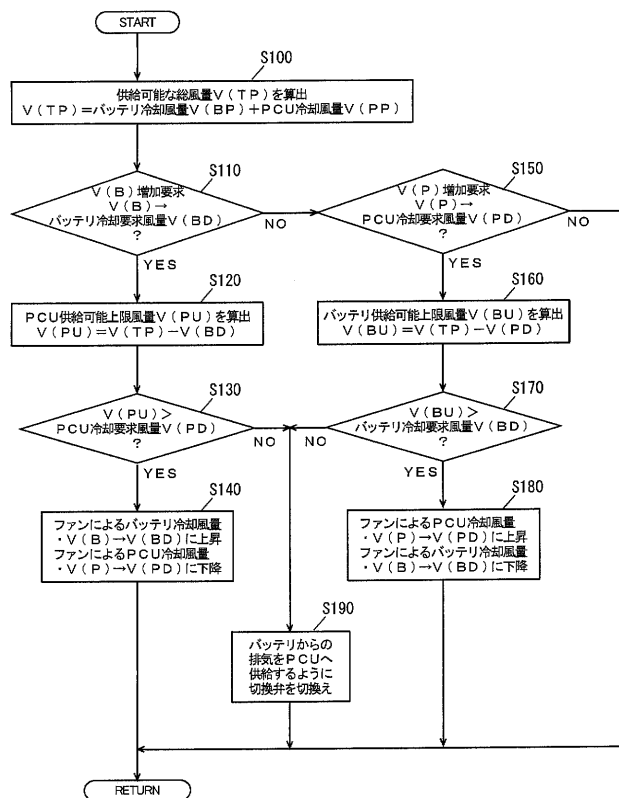 START
S100
供給可能な総風量V(TP)を算出
V(TP)=バッテリ冷却風量V(BP)+PCU冷却風量V(PP)
S110
V(B)増加要求
V(B)→
バッテリ冷却要求風量V(BD)
?
NO
YES
S150
V(P)増加要求
V(P)→
PCU冷却要求風量V(PD)
?
NO
YES
S120
PCU供給可能上限風量V(PU)を算出
V(PU)=V(TP)−V(BD)
S160
バッテリ供給可能上限風量V(BU)を算出
V(BU)=V(TP)−V(PD)
S130
V(PU)>
PCU冷却要求風量V(PD)
?
NO
YES
S170
V(BU)>
バッテリ冷却要求風量V(BD)
?
NO
YES
S140
ファンによるバッテリ冷却風量
・V(B)→V(BD)に上昇
ファンによるPCU冷却風量
・V(P)→V(PD)に下降
S180
ファンによるPCU冷却風量
・V(P)→V(PD)に上昇
ファンによるバッテリ冷却風量
・V(B)→V(BD)に下降
S190
バッテリからの
排気をPCUへ
供給するように
切換弁を切換え
RETURN